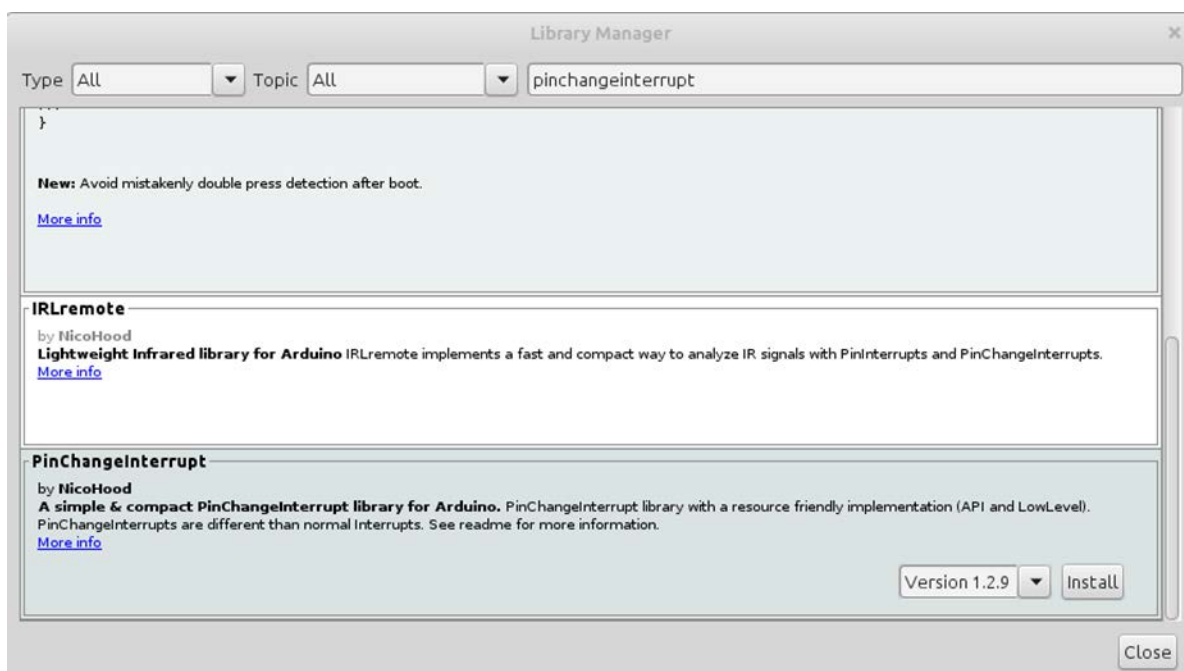 Library Manager
Type All Topic All pinchangeinterrupt
...
}
New: Avoid mistakenly double press detection after boot.
More info
IRLremote
by NicoHood
Lightweight Infrared library for Arduino IRLremote implements a fast and compact way to analyze IR signals with PinInterrupts and PinChangeInterrupts.
More info
PinChangeInterrupt
by NicoHood
A simple & compact PinChangeInterrupt library for Arduino. PinChangeInterrupt library with a resource friendly implementation (API and LowLevel).
PinChangeInterrupts are different than normal Interrupts. See readme for more information.
More info
Version 1.2.9 Install
Close